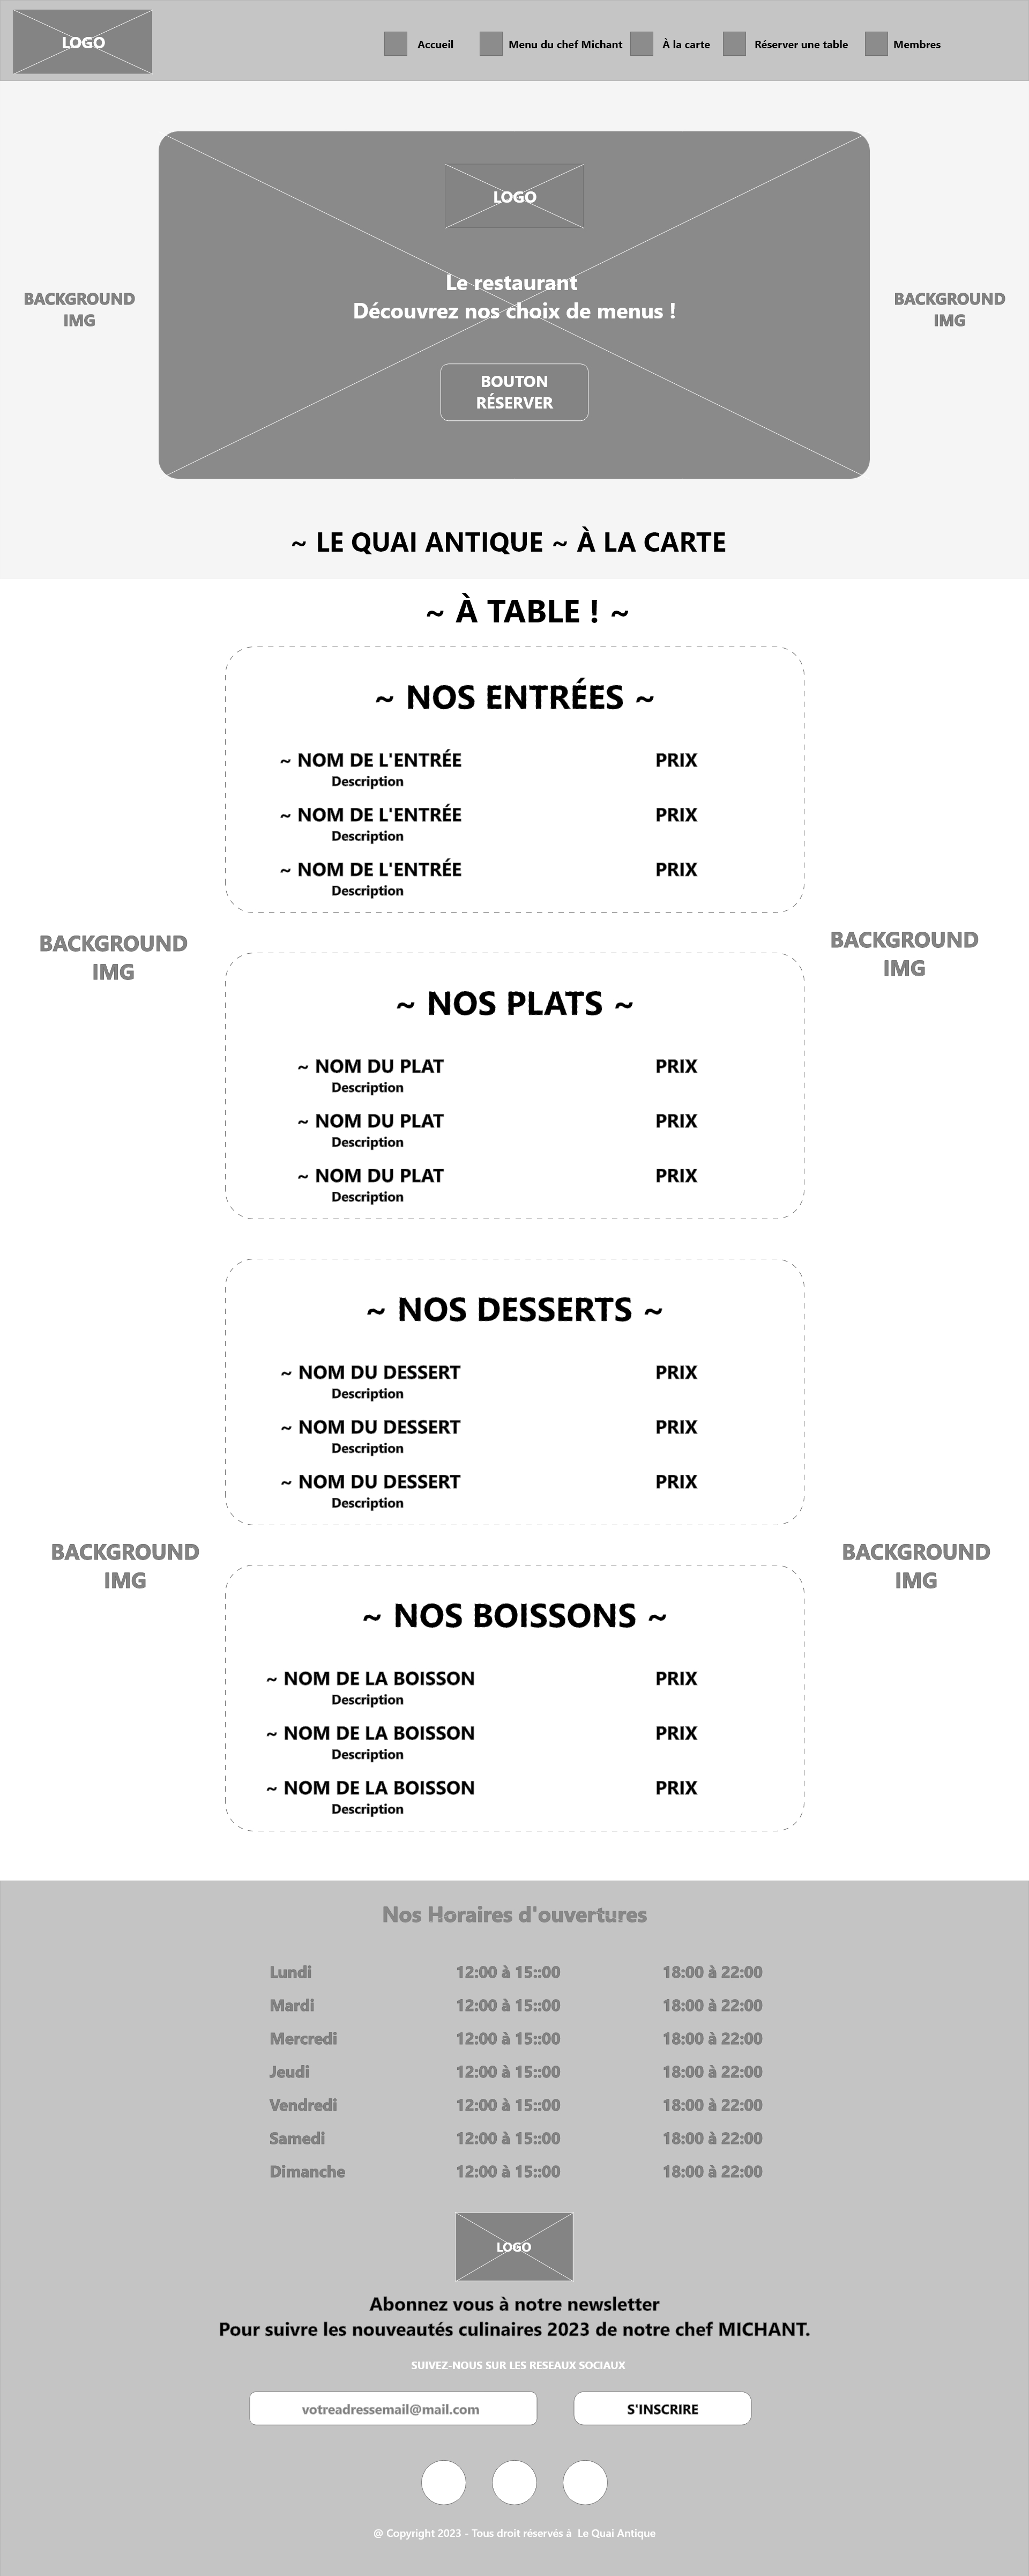 LOGO
Accueil
Menu du chef Michant
À la carte
Réserver une table
Membres
LOGO
Le restaurant
Découvrez nos choix de menus !
BACKGROUND
IMG
BACKGROUND
IMG
BOUTON
RÉSERVER
~ LE QUAI ANTIQUE ~ À LA CARTE
~ À TABLE ! ~
~ NOS ENTRÉES ~
~ NOM DE L'ENTRÉE PRIX
Description
~ NOM DE L'ENTRÉE PRIX
Description
~ NOM DE L'ENTRÉE PRIX
Description
BACKGROUND
IMG
BACKGROUND
IMG
~ NOS PLATS ~
~ NOM DU PLAT PRIX
Description
~ NOM DU PLAT PRIX
Description
~ NOM DU PLAT PRIX
Description
~ NOS DESSERTS ~
~ NOM DU DESSERT PRIX
Description
~ NOM DU DESSERT PRIX
Description
~ NOM DU DESSERT PRIX
Description
BACKGROUND
IMG
BACKGROUND
IMG
~ NOS BOISSONS ~
~ NOM DE LA BOISSON PRIX
Description
~ NOM DE LA BOISSON PRIX
Description
~ NOM DE LA BOISSON PRIX
Description
Nos Horaires d'ouvertures
Lundi 12:00 à 15::00 18:00 à 22:00
Mardi 12:00 à 15::00 18:00 à 22:00
Mercredi 12:00 à 15::00 18:00 à 22:00
Jeudi 12:00 à 15::00 18:00 à 22:00
Vendredi 12:00 à 15::00 18:00 à 22:00
Samedi 12:00 à 15::00 18:00 à 22:00
Dimanche 12:00 à 15::00 18:00 à 22:00
LOGO
Abonnez vous à notre newsletter
Pour suivre les nouveautés culinaires 2023 de notre chef MICHANT.
SUIVEZ-NOUS SUR LES RESEAUX SOCIAUX
votreadressemail@mail.com
S'INSCRIRE
@ Copyright 2023 - Tous droit réservés à Le Quai Antique